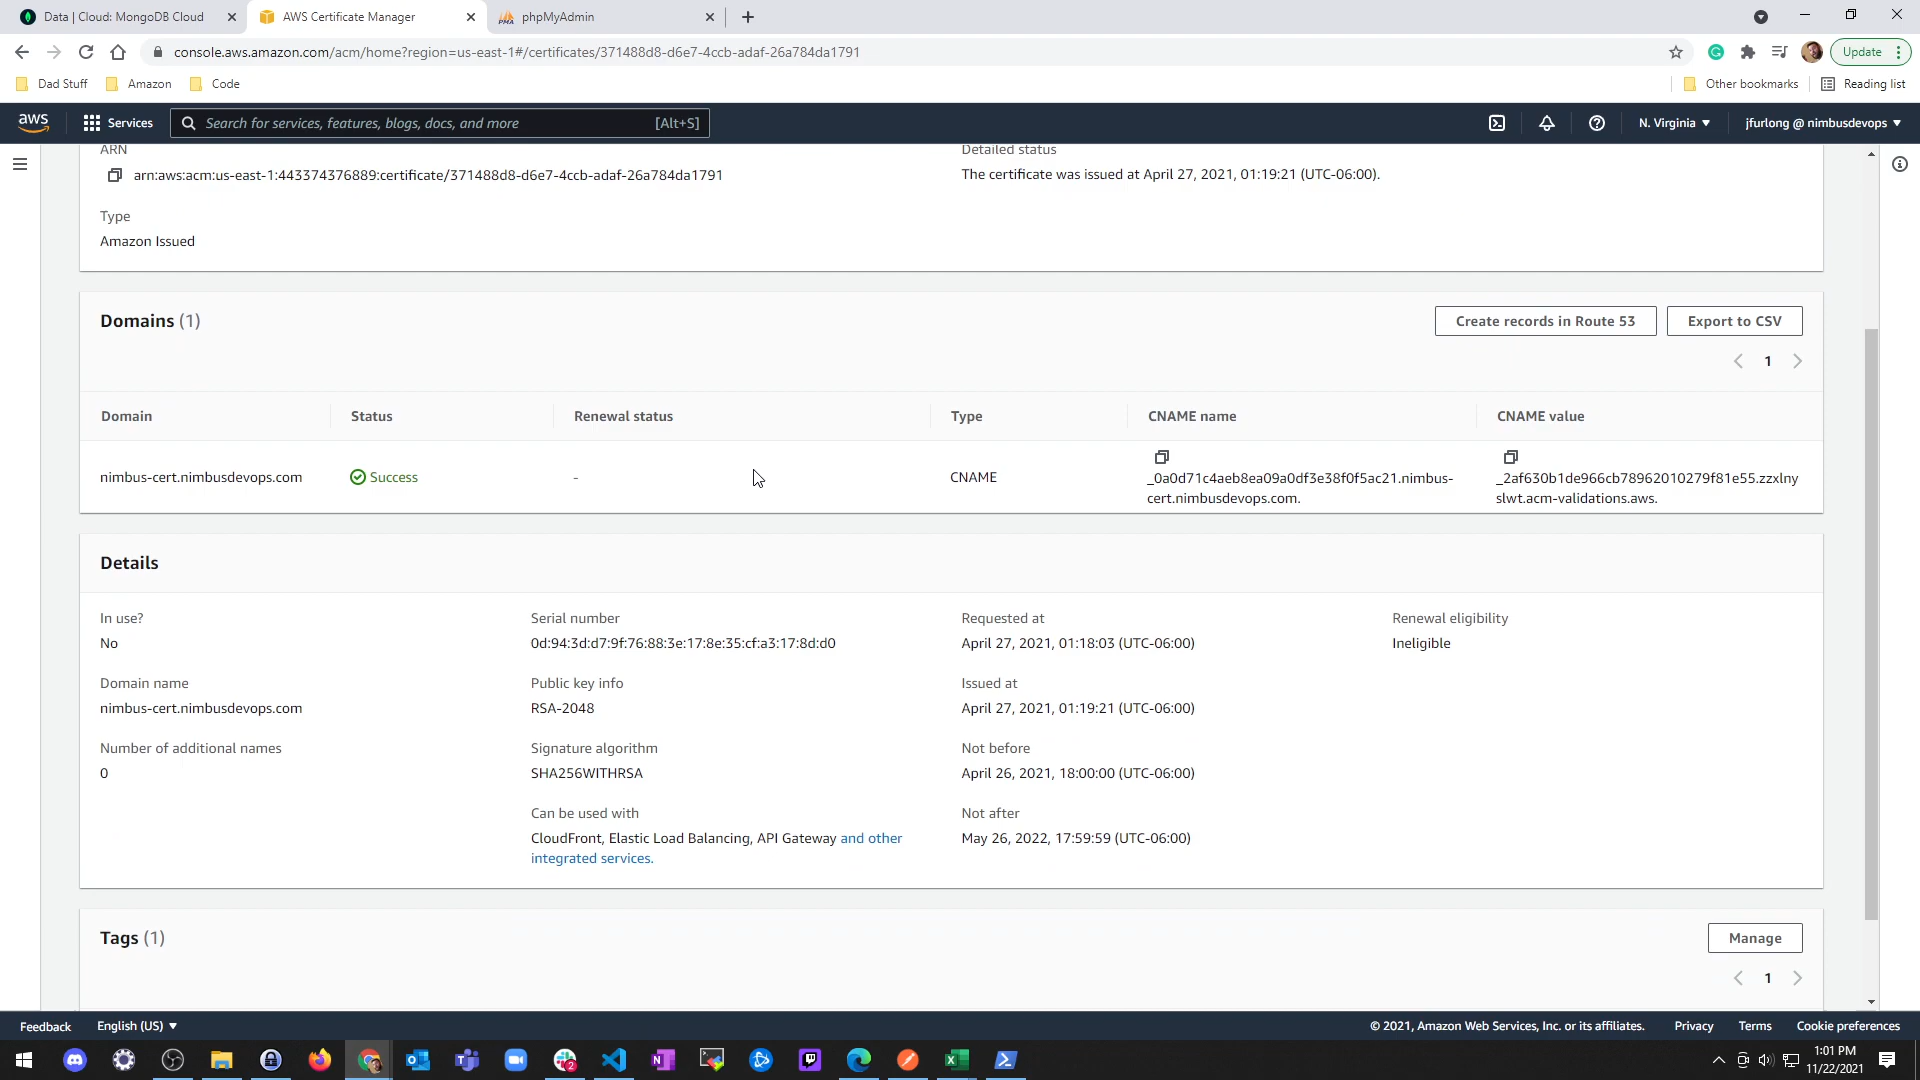 Data | Cloud: MongoDB Cloud
AWS Certificate Manager
phpMyAdmin
console.aws.amazon.com/acm/home?region=us-east-1#/certificates/371488d8-d6e7-4ccb-adaf-26a784da1791
Update
Dad Stuff
Amazon
Code
Other bookmarks
Reading list
aws
Services
Search for services, features, blogs, docs, and more
[Alt+S]
N. Virginia
jfurlong @ nimbusdevops
ARN
arn:aws:acm:us-east-1:443374376889:certificate/371488d8-d6e7-4ccb-adaf-26a784da1791
Detailed status
The certificate was issued at April 27, 2021, 01:19:21 (UTC-06:00).
Type
Amazon Issued
Domains (1)
Create records in Route 53
Export to CSV
1
Domain
Status
Renewal status
Type
CNAME name
CNAME value
nimbus-cert.nimbusdevops.com
Success
-
CNAME
_0a0d71c4aeb8ea09a0df3e38f0f5ac21.nimbus-
cert.nimbusdevops.com.
_2af630b1de966cb78962010279f81e55.zzxlny
slwt.acm-validations.aws.
Details
In use?
No
Domain name
nimbus-cert.nimbusdevops.com
Number of additional names
0
Serial number
0d:94:3d:d7:9f:76:88:3e:17:8e:35:cf:a3:17:8d:d0
Public key info
RSA-2048
Signature algorithm
SHA256WITHRSA
Can be used with
CloudFront, Elastic Load Balancing, API Gateway and other
integrated services.
Requested at
April 27, 2021, 01:18:03 (UTC-06:00)
Issued at
April 27, 2021, 01:19:21 (UTC-06:00)
Not before
April 26, 2021, 18:00:00 (UTC-06:00)
Not after
May 26, 2022, 17:59:59 (UTC-06:00)
Renewal eligibility
Ineligible
Tags (1)
Manage
1
Feedback
English (US)
© 2021, Amazon Web Services, Inc. or its affiliates.
Privacy
Terms
Cookie preferences
1:01 PM
11/22/2021